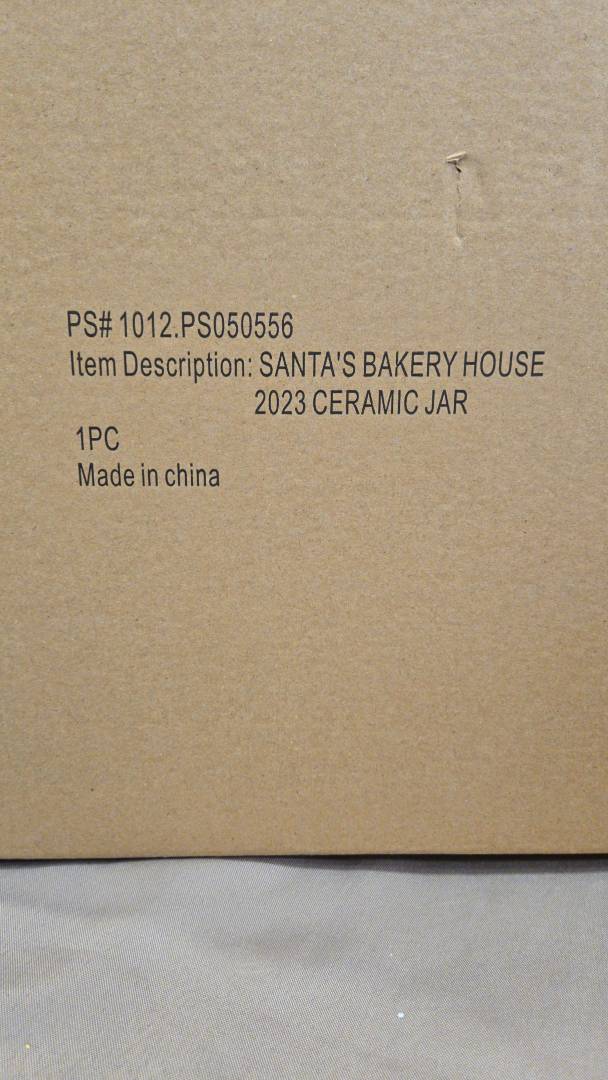 PS# 1012.PS050556
Item Description: SANTA'S BAKERY HOUSE
2023 CERAMIC JAR
1PC
Made in china